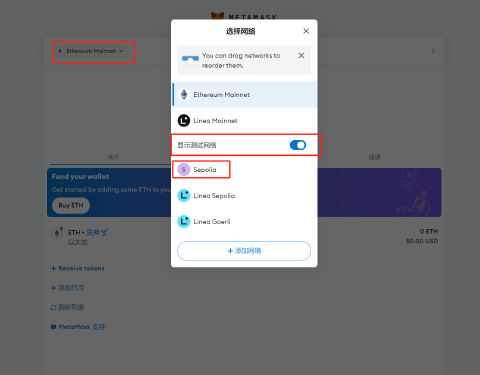 METAMASK
Ethereum Mainnet
选择网络
You can drag networks to
reorder them.
Ethereum Mainnet
Linea Mainnet
显示测试网络
Sepolia
Linea Sepolia
Linea Goerli
添加网络
代币
活动
Fund your wallet
Get started by adding some ETH to you
Buy ETH
ETH • 质押
以太坊
0 ETH
$0.00 USD
Receive tokens
添加代币
刷新列表
MetaMask 支持